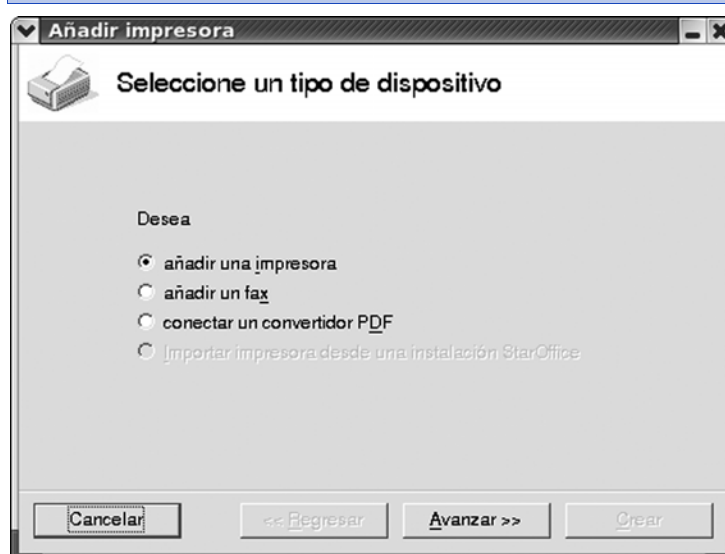 Añadir impresora
Seleccione un tipo de dispositivo
Desea
añadir una impresora
añadir un fax
conectar un convertidor PDF
Importar impresora desde una instalación StarOffice
Cancelar
<< Regresar
Avanzar >>
Crear